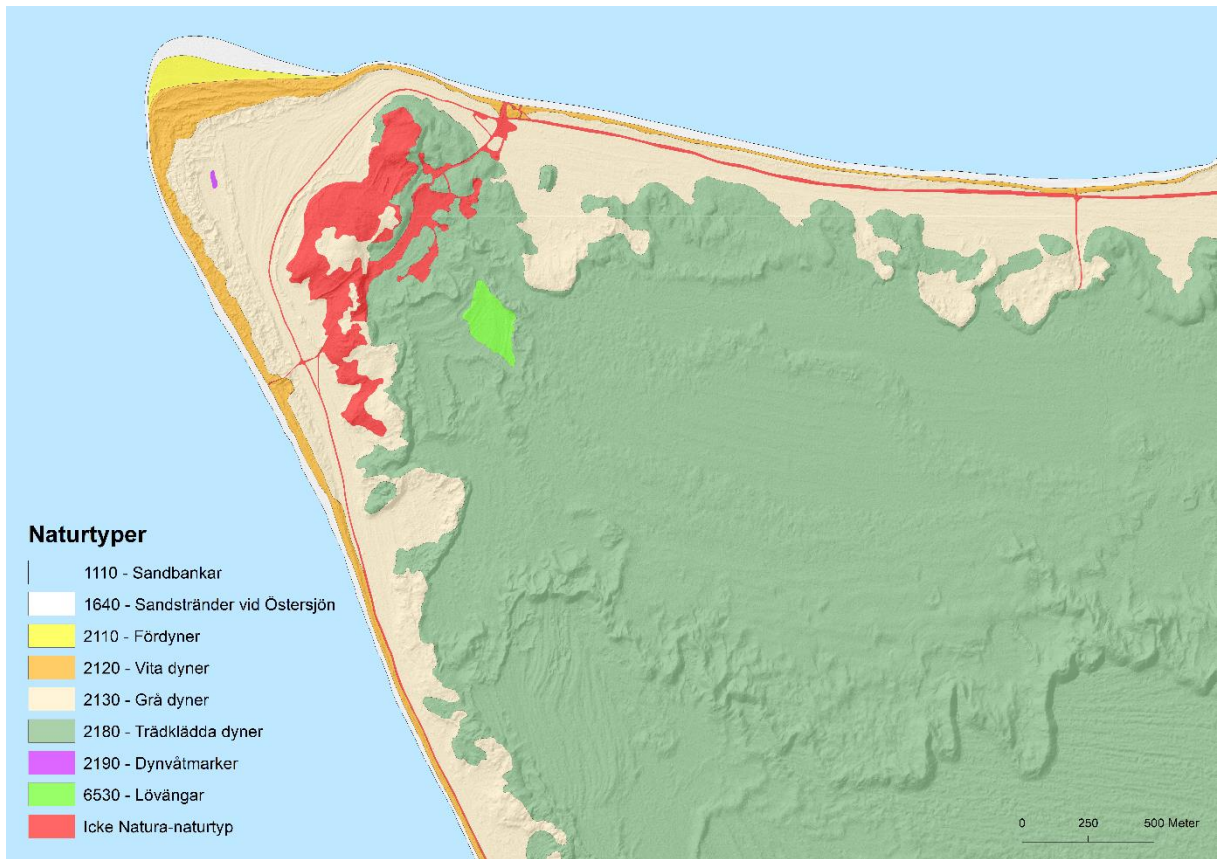 Naturtyper
1110 - Sandbankar
1640 - Sandstränder vid Östersjön
2110 - Fördyner
2120 - Vita dyner
2130 - Grå dyner
2180 - Trädklädda dyner
2190 - Dynvåtmarker
6530 - Lövängar
Icke Natura-naturtyp
0 250 500 Meter